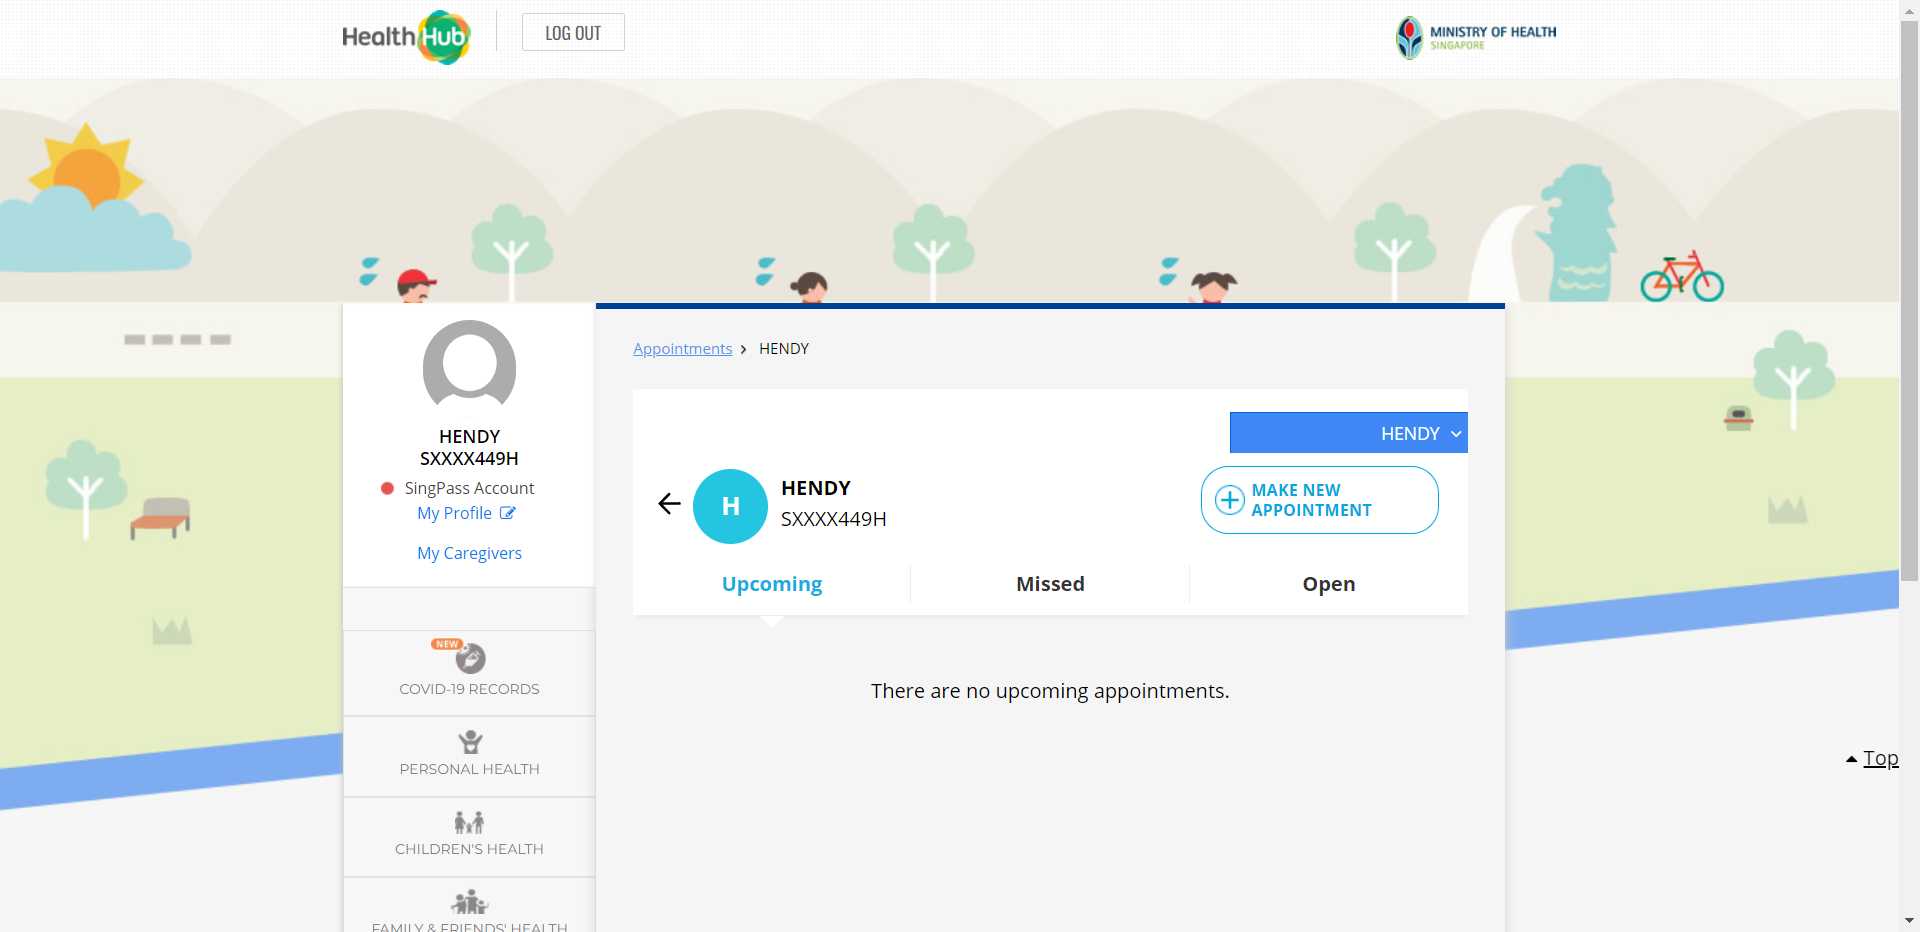 HealthHub
LOG OUT
MINISTRY OF HEALTH
SINGAPORE
HENDY
SXXXX449H
SingPass Account
My Profile
My Caregivers
NEW
COVID-19 RECORDS
PERSONAL HEALTH
CHILDREN'S HEALTH
FAMILY & FRIENDS' HEALTH
Appointments › HENDY
HENDY
H
HENDY
SXXXX449H
MAKE NEW
APPOINTMENT
Upcoming
Missed
Open
There are no upcoming appointments.
Top